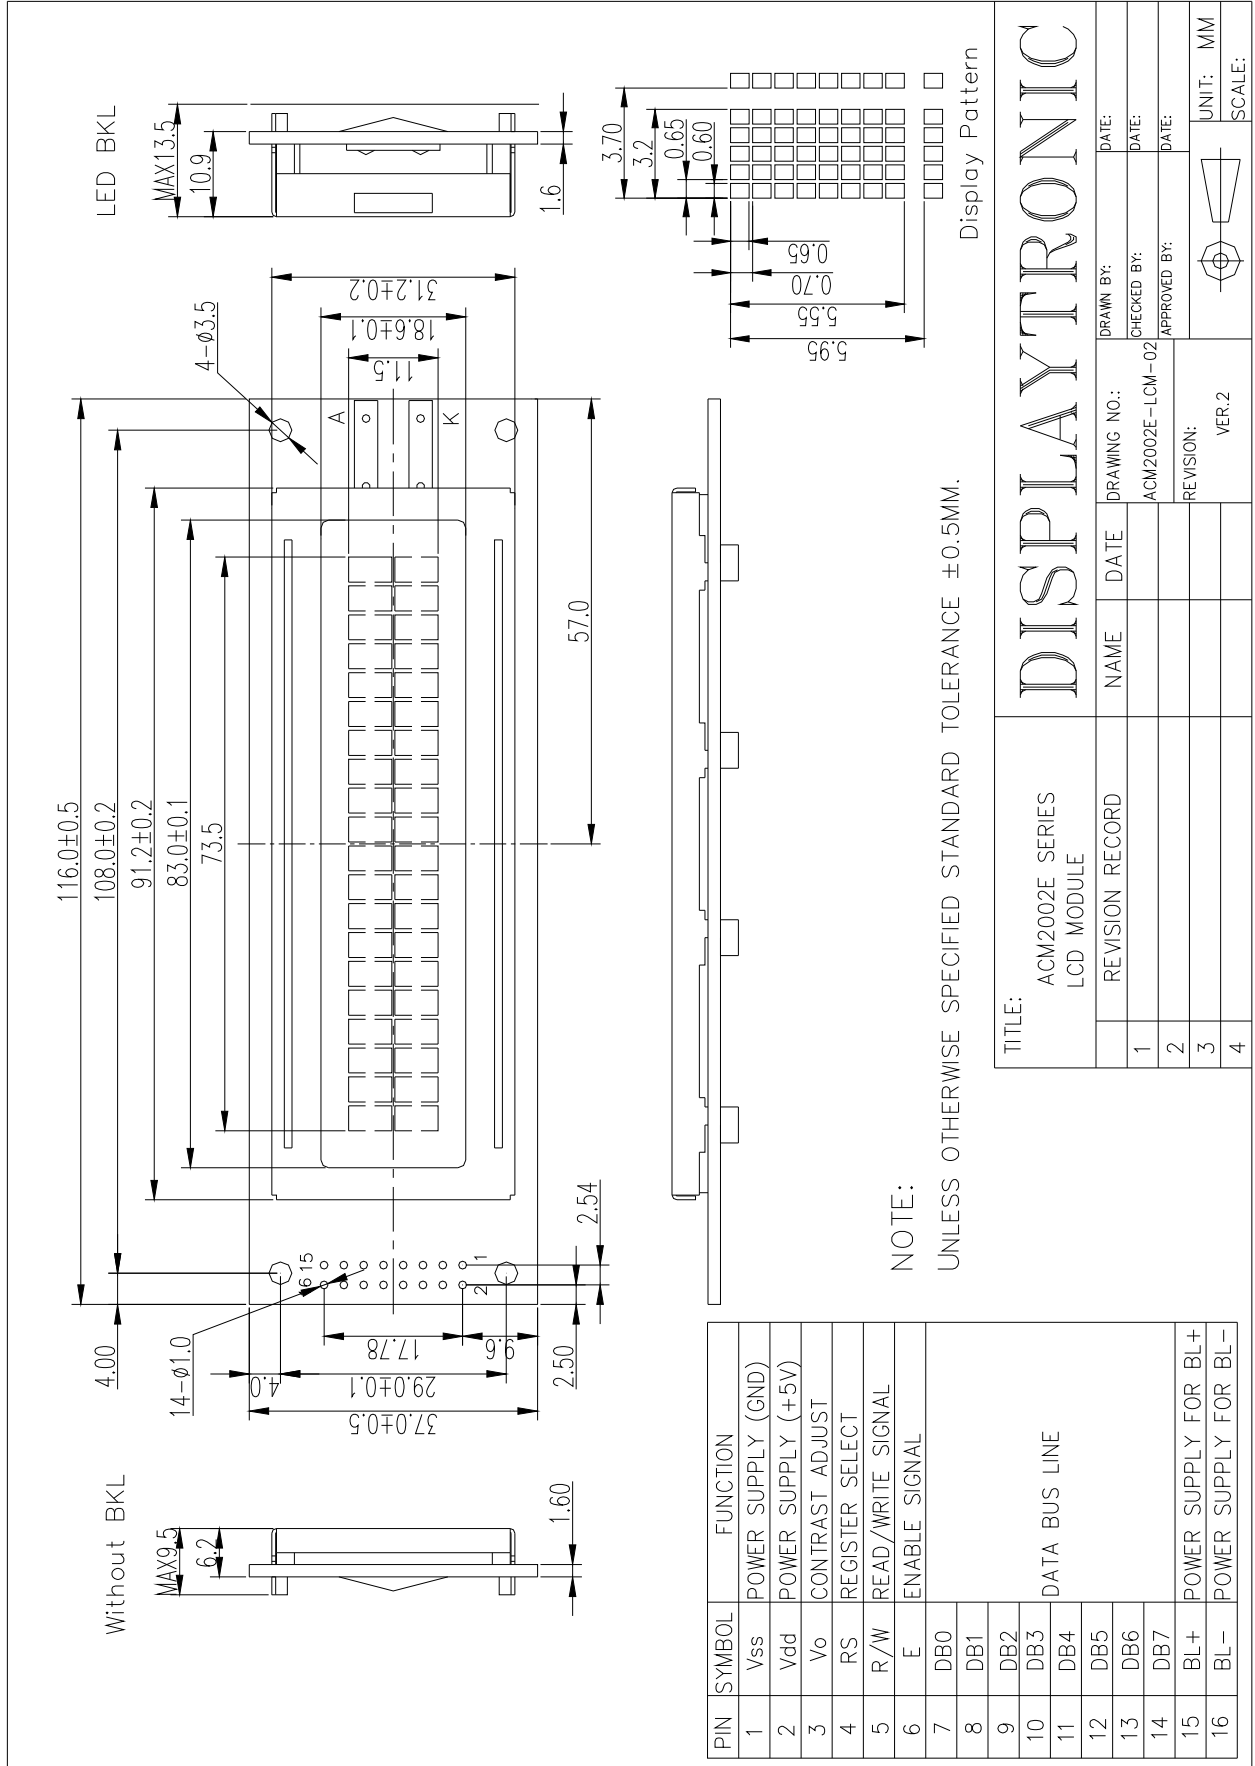 Without BKL
MAX9.5
6.2
1.60
116.0±0.5
108.0±0.2
91.2±0.2
83.0±0.1
73.5
4.00
14-ø1.0
4.0
29.0±0.1
37.0±0.5
17.78
9.6
2.50
2.54
16 15
2 1
57.0
4-ø3.5
A
K
11.5
18.6±0.1
31.2±0.2
LED BKL
MAX13.5
10.9
1.6
3.70
3.2
0.65
0.60
0.65
0.70
5.55
5.95
Display Pattern
NOTE:
UNLESS OTHERWISE SPECIFIED STANDARD TOLERANCE ±0.5MM.
PIN SYMBOL FUNCTION
1 Vss POWER SUPPLY (GND)
2 Vdd POWER SUPPLY (+5V)
3 Vo CONTRAST ADJUST
4 RS REGISTER SELECT
5 R/W READ/WRITE SIGNAL
6 E ENABLE SIGNAL
7 DB0
8 DB1
9 DB2
10 DB3
DATA BUS LINE
11 DB4
12 DB5
13 DB6
14 DB7
15 BL+ POWER SUPPLY FOR BL+
16 BL- POWER SUPPLY FOR BL-
TITLE:
ACM2002E SERIES
LCD MODULE
DISPLAYTRONIC
REVISION RECORD NAME DATE
1
2
3
4
DRAWING NO.:
ACM2002E-LCM-02
REVISION:
VER.2
DRAWN BY: DATE:
CHECKED BY: DATE:
APPROVED BY: DATE:
UNIT: MM
SCALE: